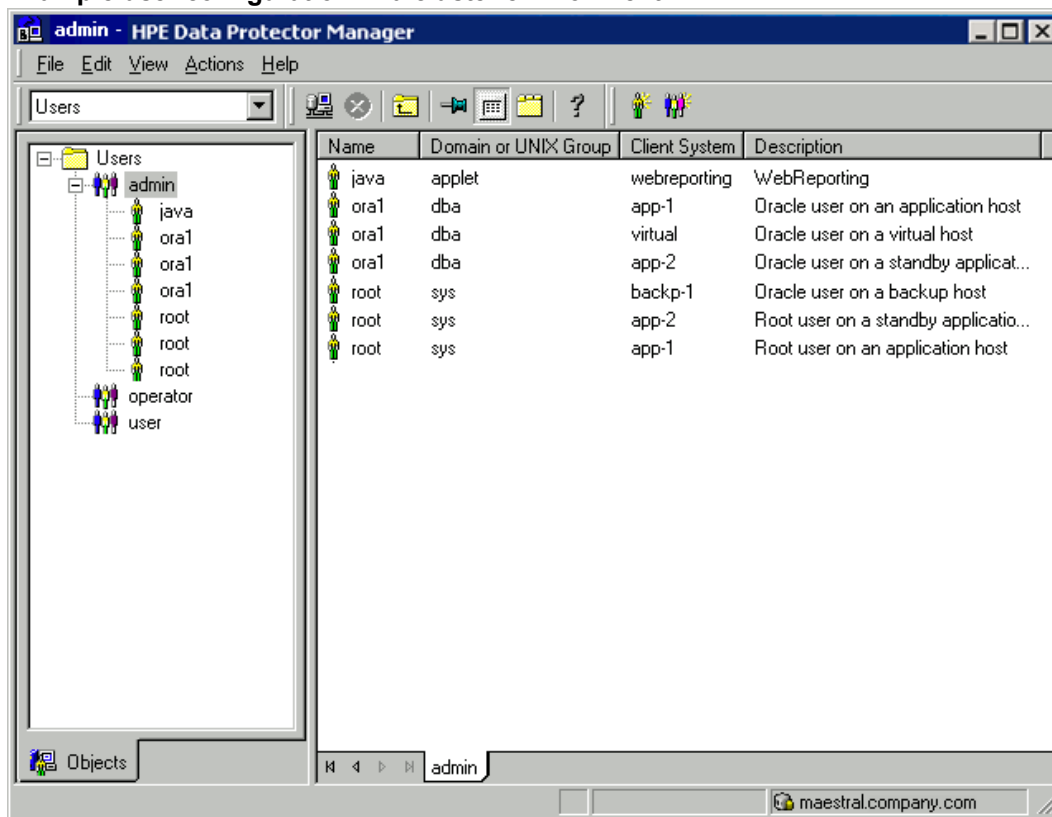 admin - HPE Data Protector Manager
File Edit View Actions Help
Users
Users
admin
java
ora1
ora1
ora1
root
root
root
operator
user
Objects
Name Domain or UNIX Group Client System Description
java applet webreporting WebReporting
ora1 dba app-1 Oracle user on an application host
ora1 dba virtual Oracle user on a virtual host
ora1 dba app-2 Oracle user on a standby applicat...
root sys backp-1 Oracle user on a backup host
root sys app-2 Root user on a standby applicatio...
root sys app-1 Root user on an application host
admin
maestral.company.com